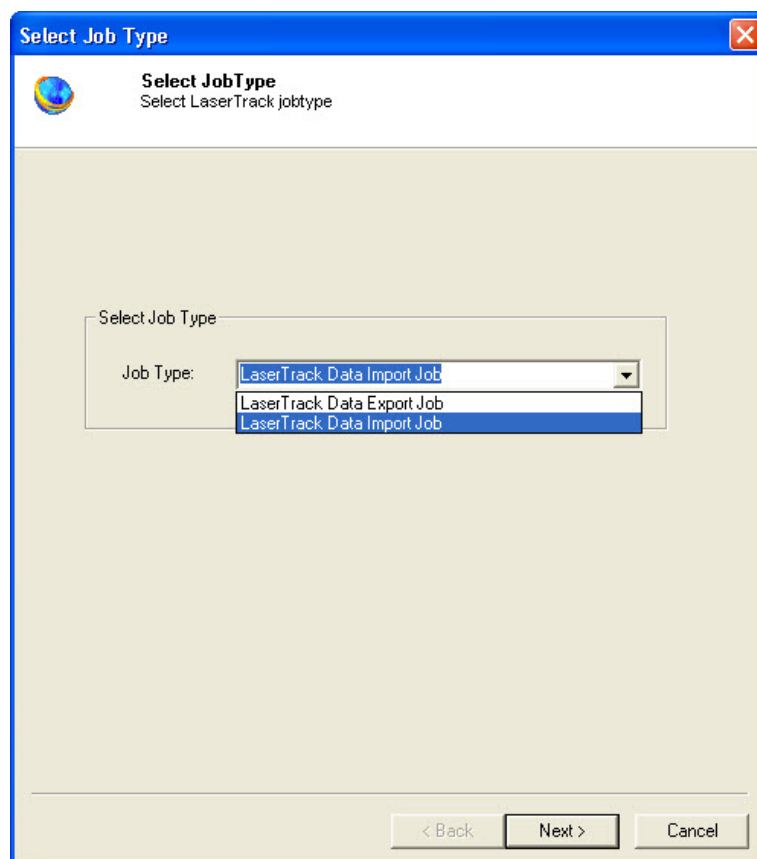 Select Job Type
Select JobType
Select LaserTrack jobtype
Select Job Type
Job Type:
LaserTrack Data Import Job
LaserTrack Data Export Job
LaserTrack Data Import Job
< Back
Next >
Cancel